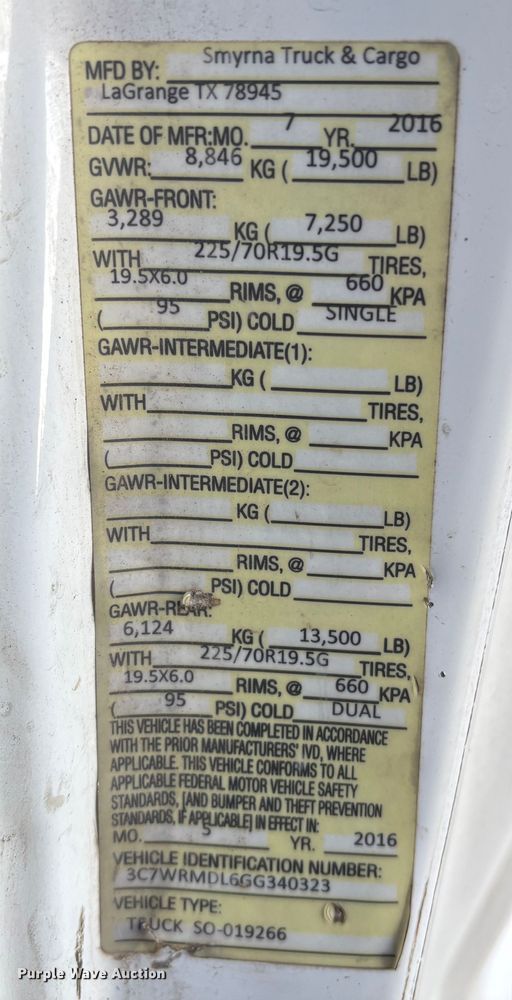 MFD BY: Smyrna Truck & Cargo
LaGrange TX 78945
DATE OF MFR:MO. 7 YR. 2016
GVWR: 8,846 KG ( 19,500 LB)
GAWR-FRONT:
3,289 KG ( 7,250 LB)
WITH 225/70R19.5G TIRES,
19.5X6.0 RIMS, @ 660 KPA
( 95 PSI) COLD SINGLE
GAWR-INTERMEDIATE(1):
KG ( LB)
WITH TIRES,
RIMS, @ KPA
( PSI) COLD
GAWR-INTERMEDIATE(2):
KG ( LB)
WITH TIRES,
RIMS, @ KPA
( PSI) COLD
GAWR-REAR:
6,124 KG ( 13,500 LB)
WITH 225/70R19.5G TIRES,
19.5X6.0 RIMS, @ 660 KPA
( 95 PSI) COLD DUAL
THIS VEHICLE HAS BEEN COMPLETED IN ACCORDANCE
WITH THE PRIOR MANUFACTURERS' IVD, WHERE
APPLICABLE. THIS VEHICLE CONFORMS TO ALL
APPLICABLE FEDERAL MOTOR VEHICLE SAFETY
STANDARDS, [AND BUMPER AND THEFT PREVENTION
STANDARDS, IF APPLICABLE] IN EFFECT IN:
MO. 5 YR. 2016
VEHICLE IDENTIFICATION NUMBER:
3C7WRMDL6GG340323
VEHICLE TYPE:
TRUCK SO-019266
Purple Wave Auction